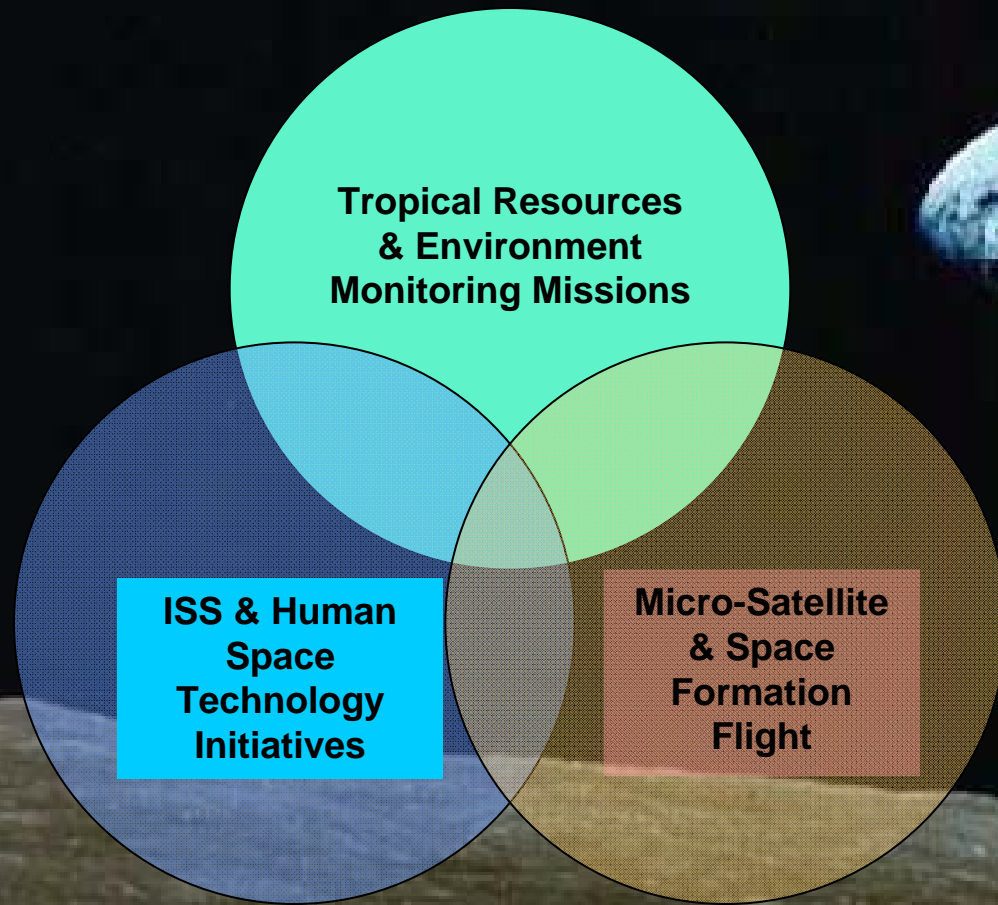 Tropical Resources
& Environment
Monitoring Missions
ISS & Human
Space
Technology
Initiatives
Micro-Satellite
& Space
Formation
Flight